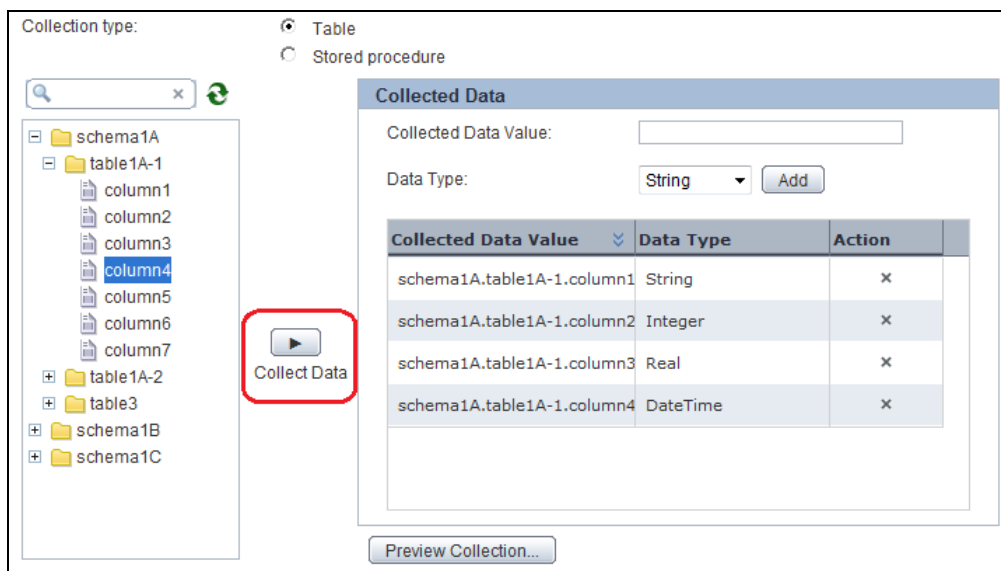 Collection type:
Table
Stored procedure
schema1A
table1A-1
column1
column2
column3
column4
column5
column6
column7
table1A-2
table3
schema1B
schema1C
Collect Data
Collected Data
Collected Data Value:
Data Type:
String
Add
Collected Data Value Data Type Action
schema1A.table1A-1.column1 String
schema1A.table1A-1.column2 Integer
schema1A.table1A-1.column3 Real
schema1A.table1A-1.column4 DateTime
Preview Collection...